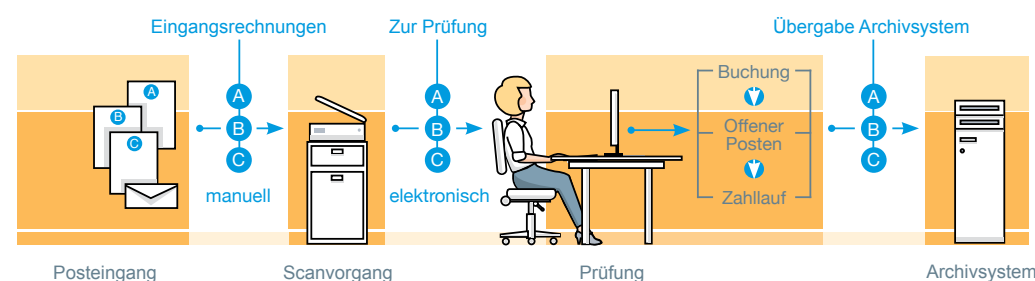 Eingangsrechnungen
Zur Prüfung
Übergabe Archivsystem
A
B
C
A
B
C
manuell
A
B
C
elektronisch
Buchung
Offener
Posten
Zahllauf
A
B
C
Posteingang
Scanvorgang
Prüfung
Archivsystem